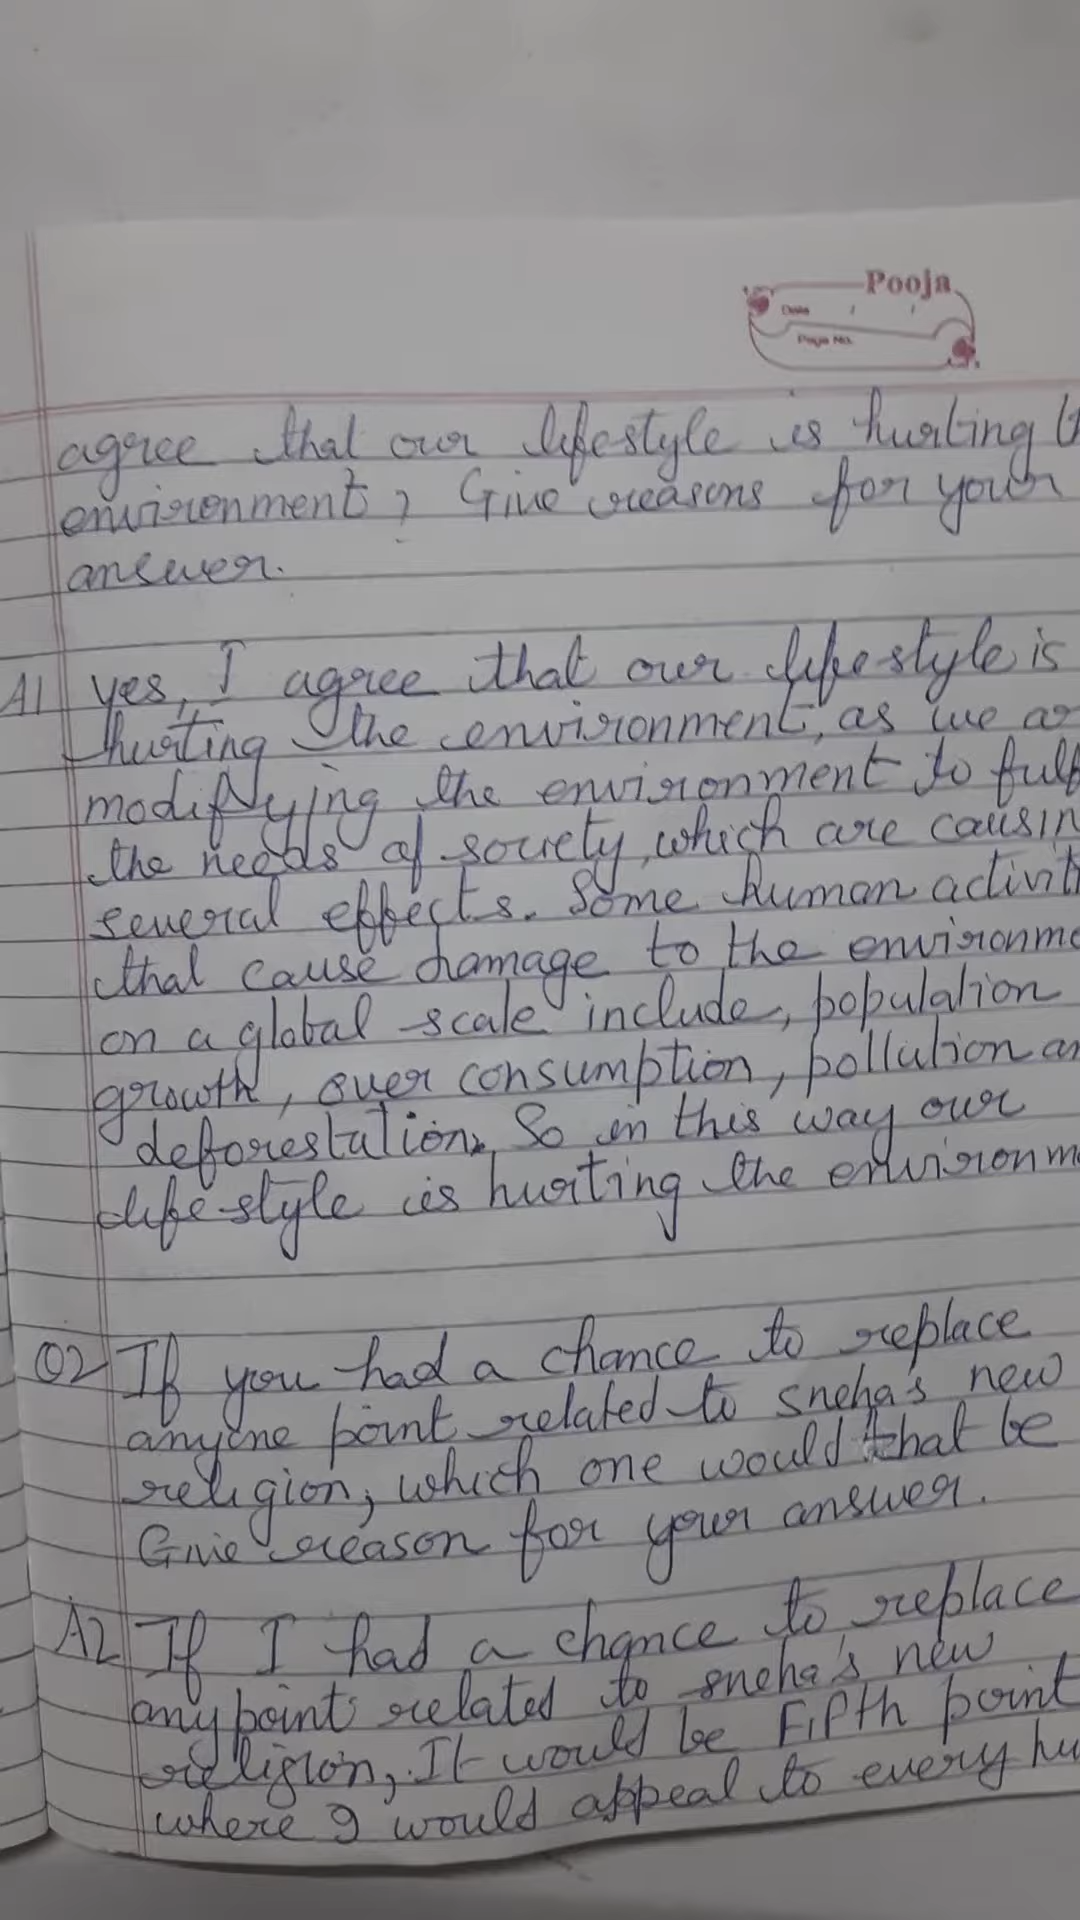 Pooja
Date / /
Page No.
agree that our lifestyle is hurting
environment? Give reasons for your
answer.
A1 yes, I agree that our lifestyle is
hurting the environment, as we
modifying the environment to
the needs of society, which are
several effects. Some human
that cause damage to the
on a global scale include, population
growth, over consumption, pollution
deforestation. So in this way our
life style is hurting the
Q2 If you had a chance to replace
anyone point related to sneha's new
religion, which one would that be
Give reason for your answer.
A2 If I had a chance to replace
any point related to sneha's new
religion, It would be Fifth point
where I would appeal to every